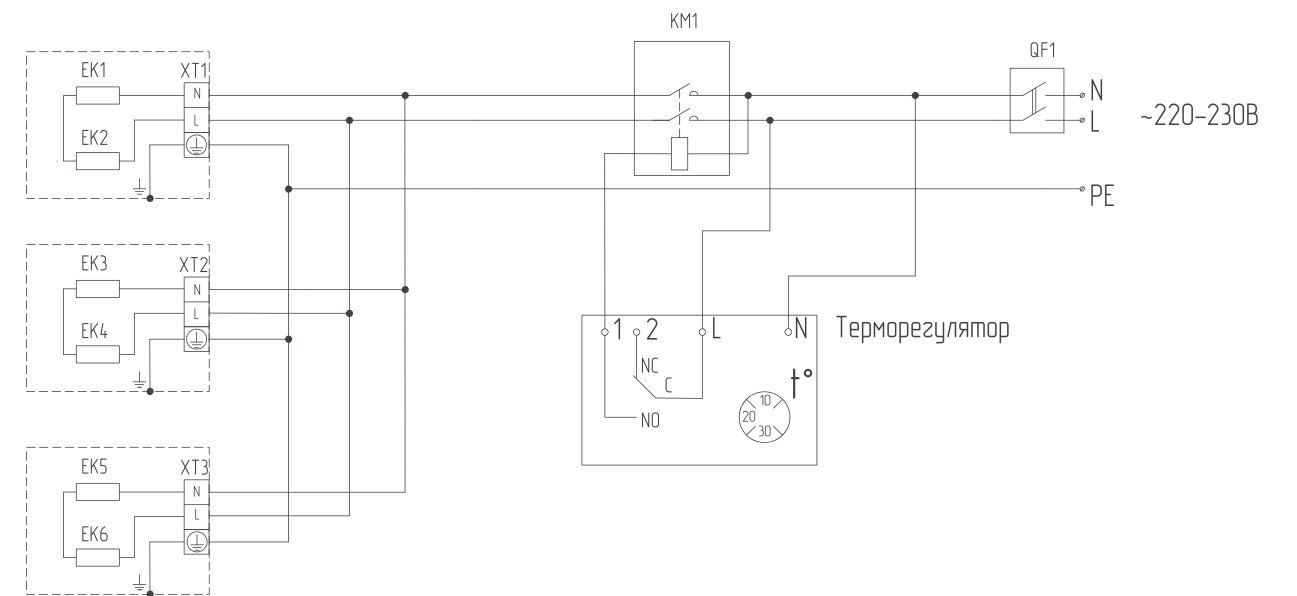 KM1
QF1
EK1
XT1
N
N
L
L
~220-230В
EK2
PE
EK3
XT2
N
L
EK4
1
2
L
N
Терморегулятор
NC
C
t°
10
20
30
NO
EK5
XT3
N
L
EK6